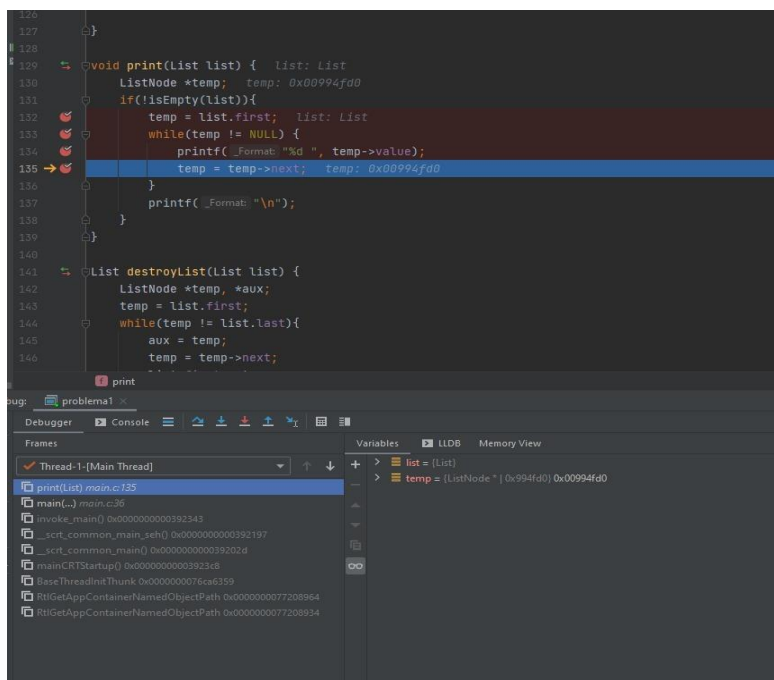 126
127 }
128
129 void print(List list) { list: List
130 ListNode *temp; temp: 0x00994fd0
131 if(!isEmpty(list)){
132 temp = list.first; list: List
133 while(temp != NULL) {
134 printf( _Format: "%d ", temp->value);
135 temp = temp->next; temp: 0x00994fd0
136 }
137 printf( _Format: "\n");
138 }
139 }
140
141 List destroyList(List list) {
142 ListNode *temp, *aux;
143 temp = list.first;
144 while(temp != list.last){
145 aux = temp;
146 temp = temp->next;
f print
bug: problema1 ×
Debugger Console
Frames
Variables LLDB Memory View
Thread-1-[Main Thread]
list = {List}
temp = {ListNode * | 0x994fd0} 0x00994fd0
print(List) main.c:135
main(...) main.c:36
invoke_main() 0x0000000000392343
__scrt_common_main_seh() 0x0000000000392197
__scrt_common_main() 0x000000000039202d
mainCRTStartup() 0x00000000003923c8
BaseThreadInitThunk 0x0000000076ca6359
RtlGetAppContainerNamedObjectPath 0x0000000077208964
RtlGetAppContainerNamedObjectPath 0x0000000077208934